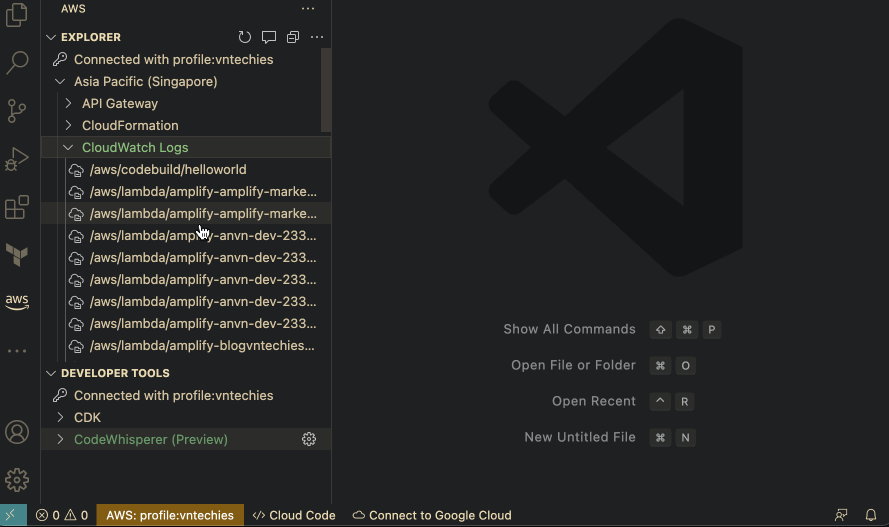 AWS
EXPLORER
Connected with profile:vntechies
Asia Pacific (Singapore)
API Gateway
CloudFormation
CloudWatch Logs
/aws/codebuild/helloworld
/aws/lambda/amplify-amplify-marke...
/aws/lambda/amplify-amplify-marke...
/aws/lambda/amplify-anvn-dev-233...
/aws/lambda/amplify-anvn-dev-233...
/aws/lambda/amplify-anvn-dev-233...
/aws/lambda/amplify-anvn-dev-233...
/aws/lambda/amplify-anvn-dev-233...
/aws/lambda/amplify-blogvntechies...
DEVELOPER TOOLS
Connected with profile:vntechies
CDK
CodeWhisperer (Preview)
aws
Show All Commands ⇧ ⌘ P
Open File or Folder ⌘ O
Open Recent ^ R
New Untitled File ⌘ N
0 0 AWS: profile:vntechies </> Cloud Code Connect to Google Cloud